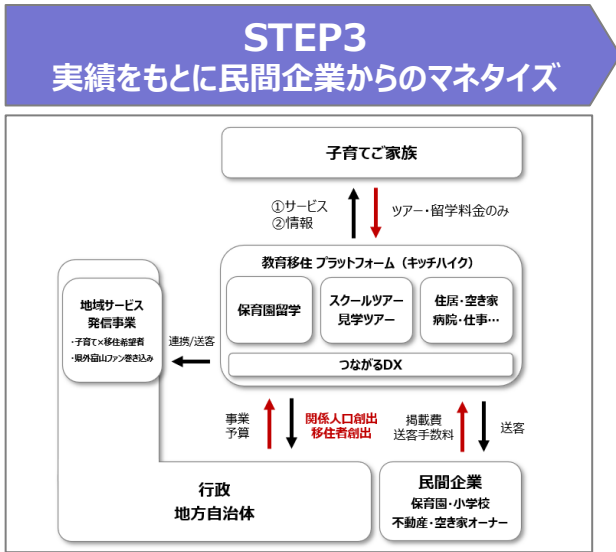 STEP3
実績をもとに民間企業からのマネタイズ
子育てご家族
①サービス
②情報
ツアー・留学料金のみ
教育移住 プラットフォーム（キッチハイク）
保育園留学
スクールツアー
見学ツアー
住居・空き家
病院・仕事…
つながるDX
地域サービス
発信事業
・子育て×移住希望者
・県外富山ファン巻き込み
連携/送客
事業
予算
関係人口創出
移住者創出
掲載費
送客手数料
送客
行政
地方自治体
民間企業
保育園・小学校
不動産・空き家オーナー